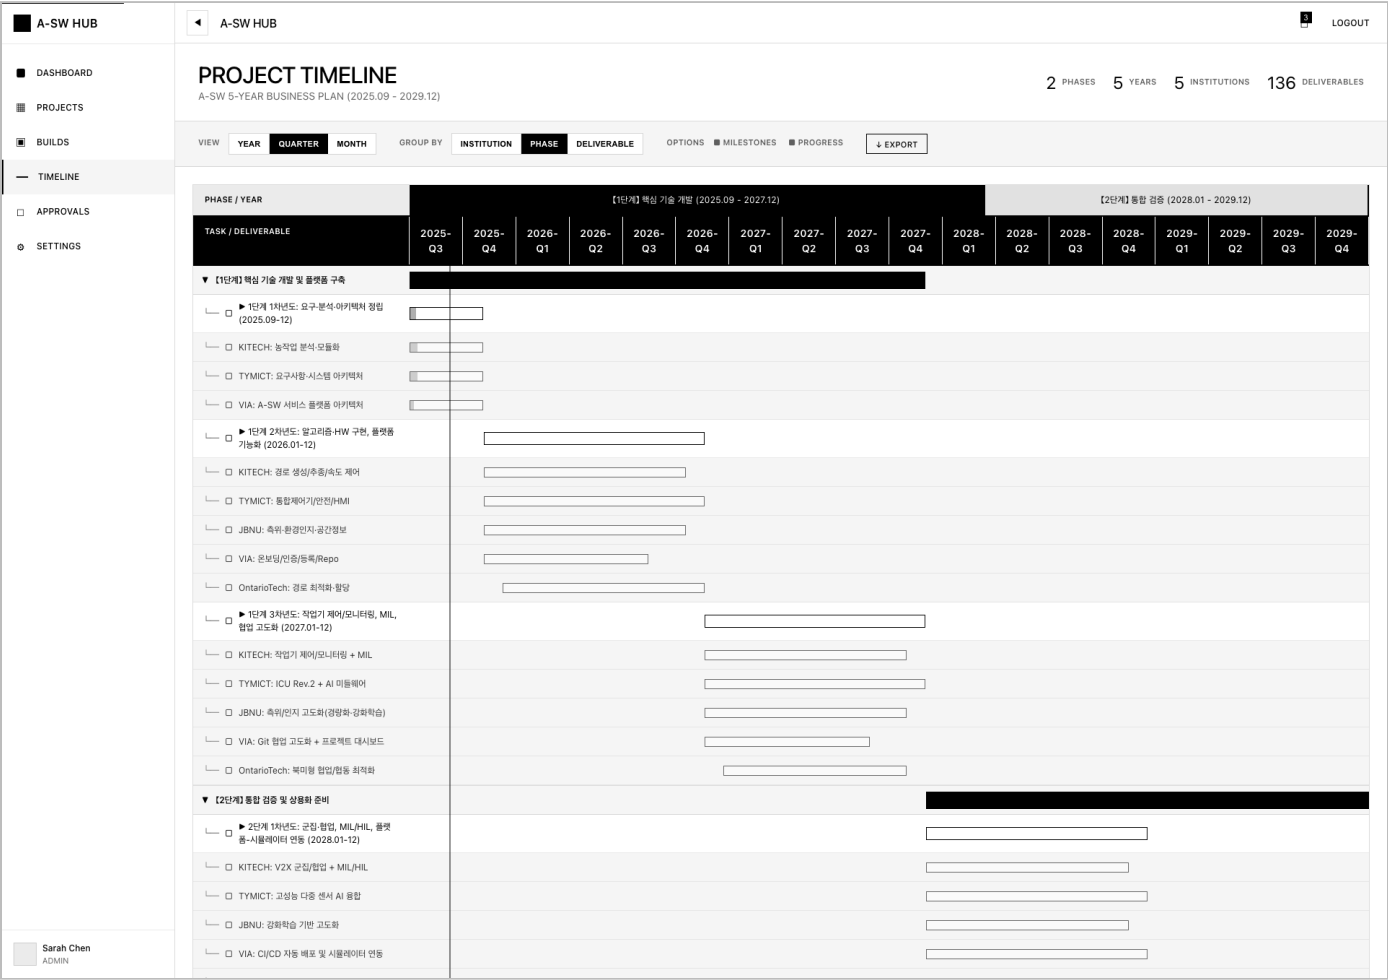 A-SW HUB
DASHBOARD
PROJECTS
BUILDS
TIMELINE
APPROVALS
SETTINGS
Sarah Chen
ADMIN
A-SW HUB
3
LOGOUT
PROJECT TIMELINE
A-SW 5-YEAR BUSINESS PLAN (2025.09 - 2029.12)
2 PHASES 5 YEARS 5 INSTITUTIONS 136 DELIVERABLES
VIEW YEAR QUARTER MONTH GROUP BY INSTITUTION PHASE DELIVERABLE OPTIONS MILESTONES PROGRESS ↓ EXPORT
PHASE / YEAR
【1단계】 핵심 기술 개발 (2025.09 - 2027.12)
【2단계】 통합 검증 (2028.01 - 2029.12)
TASK / DELIVERABLE
2025-Q3 2025-Q4 2026-Q1 2026-Q2 2026-Q3 2026-Q4 2027-Q1 2027-Q2 2027-Q3 2027-Q4 2028-Q1 2028-Q2 2028-Q3 2028-Q4 2029-Q1 2029-Q2 2029-Q3 2029-Q4
▼ 【1단계】 핵심 기술 개발 및 플랫폼 구축
▶ 1단계 1차년도: 요구·분석·아키텍처 정립
(2025.09-12)
KITECH: 농작업 분석·모듈화
TYMICT: 요구사항·시스템 아키텍처
VIA: A-SW 서비스 플랫폼 아키텍처
▶ 1단계 2차년도: 알고리즘·HW 구현, 플랫폼
기능화 (2026.01-12)
KITECH: 경로 생성/추종/속도 제어
TYMICT: 통합제어기/안전/HMI
JBNU: 측위·환경인지·공간정보
VIA: 온보딩/인증/등록/Repo
OntarioTech: 경로 최적화·할당
▶ 1단계 3차년도: 작업기 제어/모니터링, MIL,
협업 고도화 (2027.01-12)
KITECH: 작업기 제어/모니터링 + MIL
TYMICT: ICU Rev.2 + AI 미들웨어
JBNU: 측위/인지 고도화(경량화·강화학습)
VIA: Git 협업 고도화 + 프로젝트 대시보드
OntarioTech: 북미형 협업/협동 최적화
▼ 【2단계】 통합 검증 및 상용화 준비
▶ 2단계 1차년도: 군집·협업, MIL/HIL, 플랫
폼-시뮬레이터 연동 (2028.01-12)
KITECH: V2X 군집/협업 + MIL/HIL
TYMICT: 고성능 다중 센서 AI 융합
JBNU: 강화학습 기반 고도화
VIA: CI/CD 자동 배포 및 시뮬레이터 연동